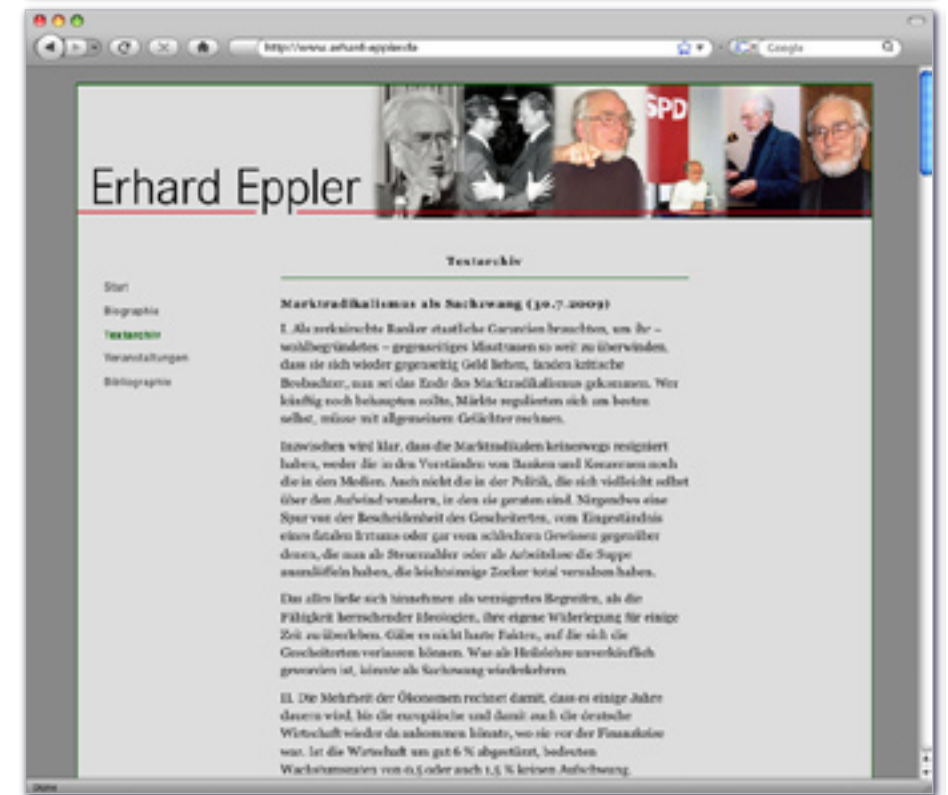 http://www.erhard-eppler.de
Google
SPD
Erhard Eppler
Textarchiv
Start
Biographie
Textarchiv
Veranstaltungen
Bibliographie
Marktradikalismus als Sachzwang (30.7.2009)
I. Als zerknirschte Banker staatliche Garantien brauchten, um ihr –
wohlbegründetes – gegenseitiges Misstrauen so weit zu überwinden,
dass sie sich wieder gegenseitig Geld liehen, fanden kritische
Beobachter, nun sei das Ende des Marktradikalismus gekommen. Wer
künftig noch behaupten sollte, Märkte regulierten sich am besten
selbst, müsse mit allgemeinem Gelächter rechnen.
Inzwischen wird klar, dass die Marktradikalen keineswegs resigniert
haben, weder die in den Vorständen von Banken und Konzernen noch
die in den Medien. Auch nicht die in der Politik, die sich vielleicht selbst
über den Aufwind wundern, in den sie geraten sind. Nirgendwo eine
Spur von der Bescheidenheit des Gescheiterten, vom Eingeständnis
eines fatalen Irrtums oder gar vom schlechten Gewissen gegenüber
denen, die nun als Steuerzahler oder als Arbeitslose die Suppe
auszulöffeln haben, die leichtsinnige Zocker total versalzen haben.
Das alles ließe sich hinnehmen als verzögertes Begreifen, als die
Fähigkeit herrschender Ideologien, ihre eigene Widerlegung für einige
Zeit zu überleben. Gäbe es nicht harte Fakten, auf die sich die
Gescheiterten verlassen können. Was als Heilslehre unverkäuflich
geworden ist, könnte als Sachzwang wiederkehren.
II. Die Mehrheit der Ökonomen rechnet damit, dass es einige Jahre
dauern wird, bis die europäische und damit auch die deutsche
Wirtschaft wieder da ankommen könnte, wo sie vor der Finanzkrise
war. Ist die Wirtschaft um gut 6 % abgestürzt, bedeuten
Wachstumsraten von 0,5 oder auch 1,5 % keinen Aufschwung.
Done